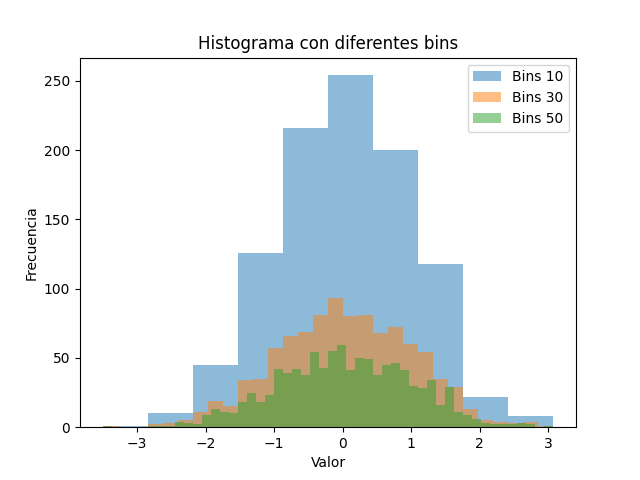 Histograma con diferentes bins
Bins 10
Bins 30
Bins 50
Frecuencia
250
200
150
100
50
0
−3
−2
−1
0
1
2
3
Valor